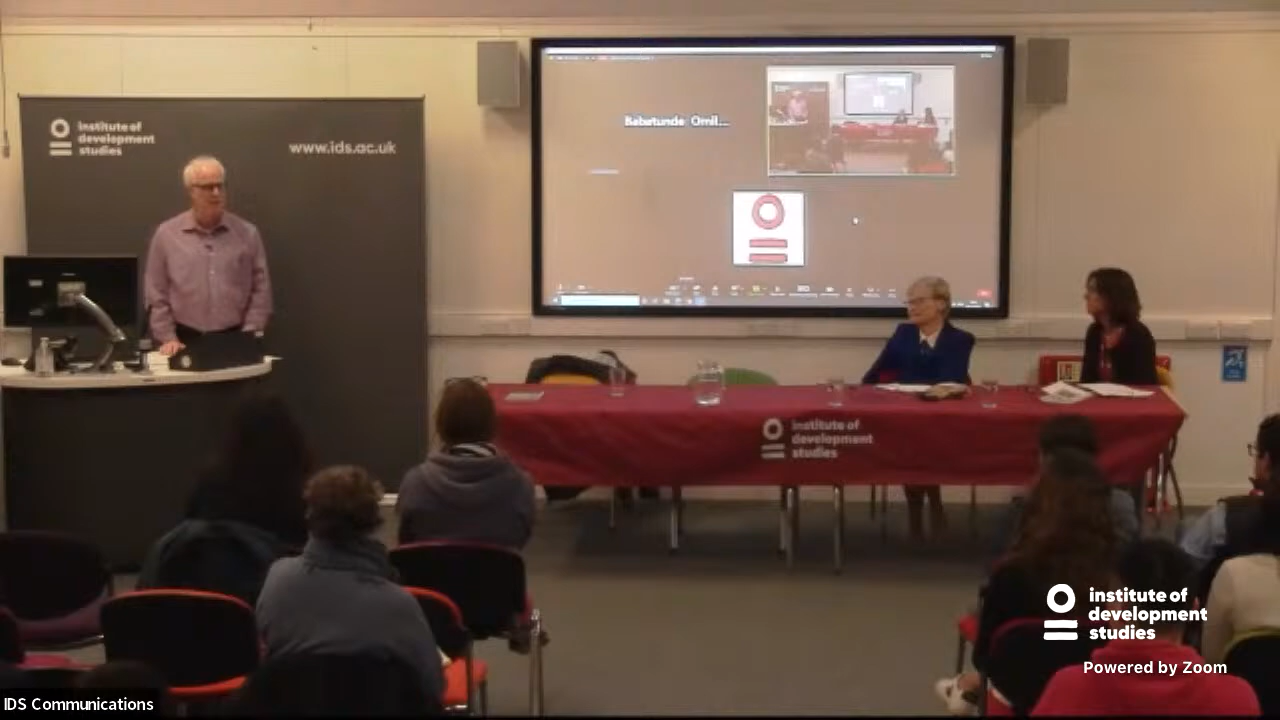 institute of
development
studies
www.ids.ac.uk
Babatunde Omil...
institute of
development
studies
institute of
development
studies
Powered by Zoom
IDS Communications